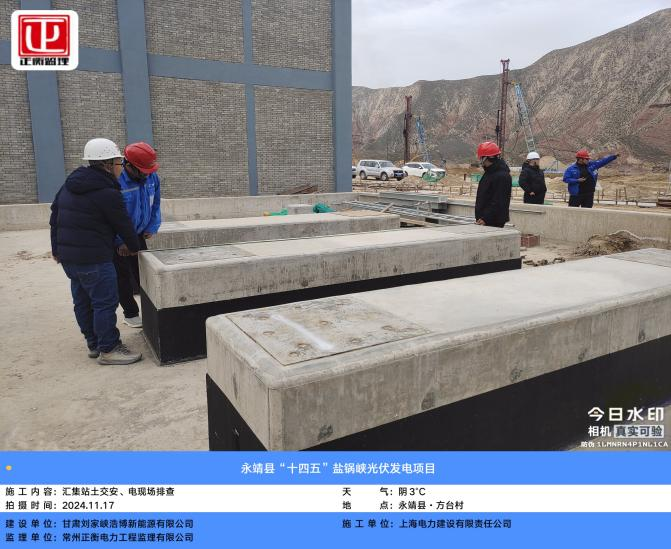 正衡监理
今日水印
相机 真实可验
防伪 1LMNRN4P1NL1CA
永靖县“十四五”盐锅峡光伏发电项目
施工内容：汇集站土交安、电现场排查
天 气：阴 3℃
拍摄时间：2024.11.17
地 点：永靖县·方台村
建设单位：甘肃刘家峡浩博新能源有限公司
施工单位：上海电力建设有限责任公司
监理单位：常州正衡电力工程监理有限公司